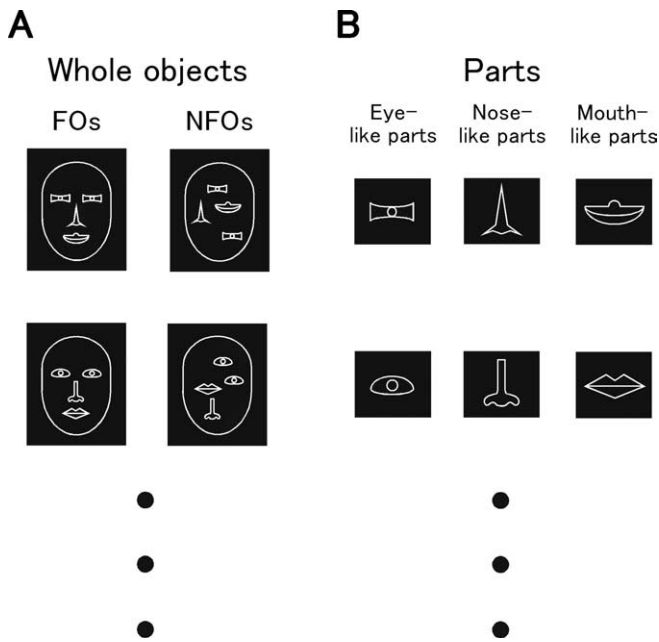 A
B
Whole objects
Parts
FOs
NFOs
Eye-
like parts
Nose-
like parts
Mouth-
like parts